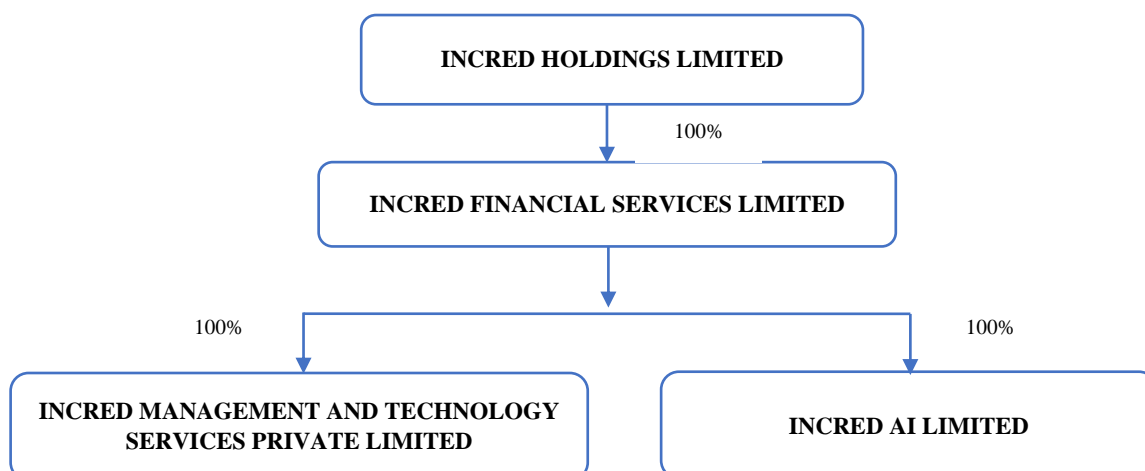 INCRED HOLDINGS LIMITED
100%
INCRED FINANCIAL SERVICES LIMITED
100%
100%
INCRED MANAGEMENT AND TECHNOLOGY
SERVICES PRIVATE LIMITED
INCRED AI LIMITED